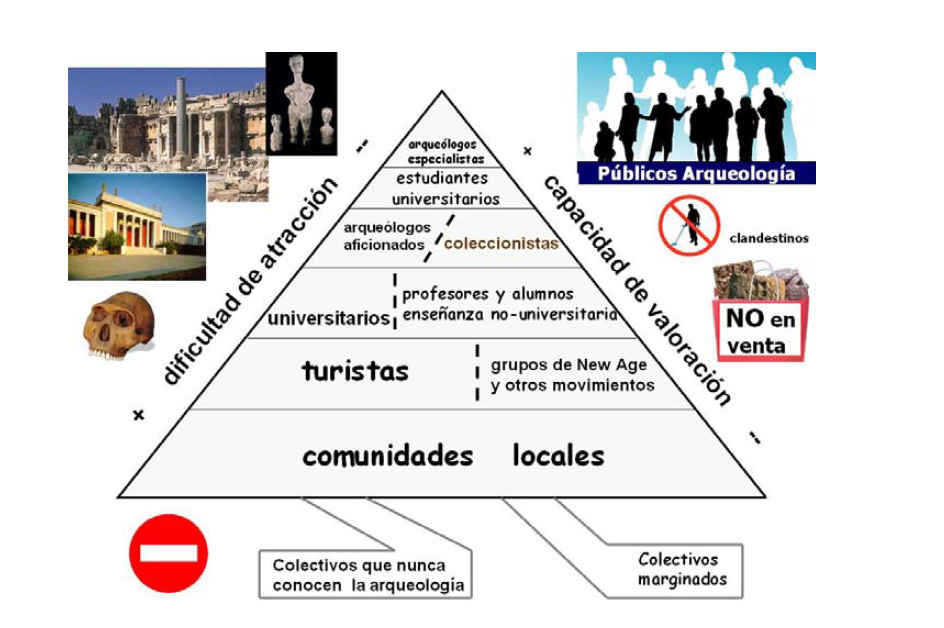 Públicos Arqueología
clandestinos
NO en
venta
dificultad de atracción
--
+
capacidad de valoración
+
--
arqueólogos
especialistas
estudiantes
universitarios
arqueólogos
aficionados
coleccionistas
universitarios
profesores y alumnos
enseñanza no-universitaria
turistas
grupos de New Age
y otros movimientos
comunidades locales
Colectivos que nunca
conocen la arqueología
Colectivos
marginados